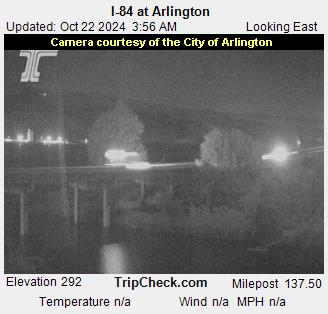 I-84 at Arlington
Updated: Oct 22 2024 3:56 AM Looking East
Camera courtesy of the City of Arlington
Elevation 292 TripCheck.com Milepost 137.50
Temperature n/a Wind n/a MPH n/a